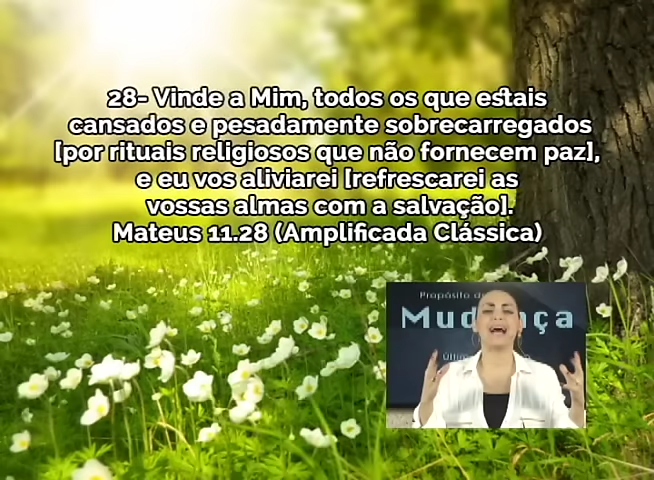 28- Vinde a Mim, todos os que estais
cansados e pesadamente sobrecarregados
[por rituais religiosos que não fornecem paz],
e eu vos aliviarei [refrescarei as
vossas almas com a salvação].
Mateus 11.28 (Amplificada Clássica)
Propósito